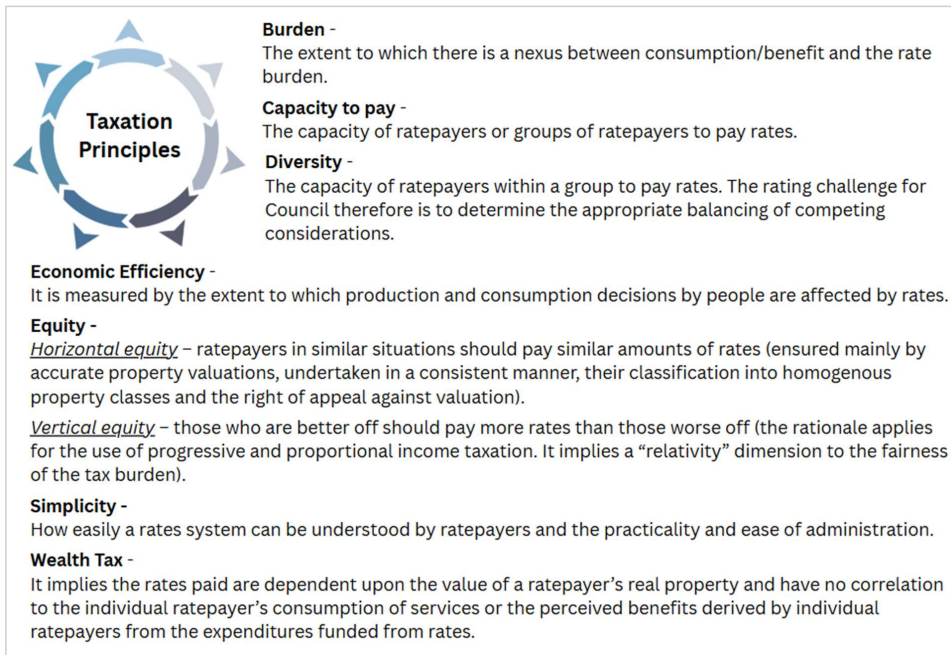 Taxation
Principles
Burden -
The extent to which there is a nexus between consumption/benefit and the rate
burden.
Capacity to pay -
The capacity of ratepayers or groups of ratepayers to pay rates.
Diversity -
The capacity of ratepayers within a group to pay rates. The rating challenge for
Council therefore is to determine the appropriate balancing of competing
considerations.
Economic Efficiency -
It is measured by the extent to which production and consumption decisions by people are affected by rates.
Equity -
Horizontal equity – ratepayers in similar situations should pay similar amounts of rates (ensured mainly by
accurate property valuations, undertaken in a consistent manner, their classification into homogenous
property classes and the right of appeal against valuation).
Vertical equity – those who are better off should pay more rates than those worse off (the rationale applies
for the use of progressive and proportional income taxation. It implies a “relativity” dimension to the fairness
of the tax burden).
Simplicity -
How easily a rates system can be understood by ratepayers and the practicality and ease of administration.
Wealth Tax -
It implies the rates paid are dependent upon the value of a ratepayer’s real property and have no correlation
to the individual ratepayer’s consumption of services or the perceived benefits derived by individual
ratepayers from the expenditures funded from rates.